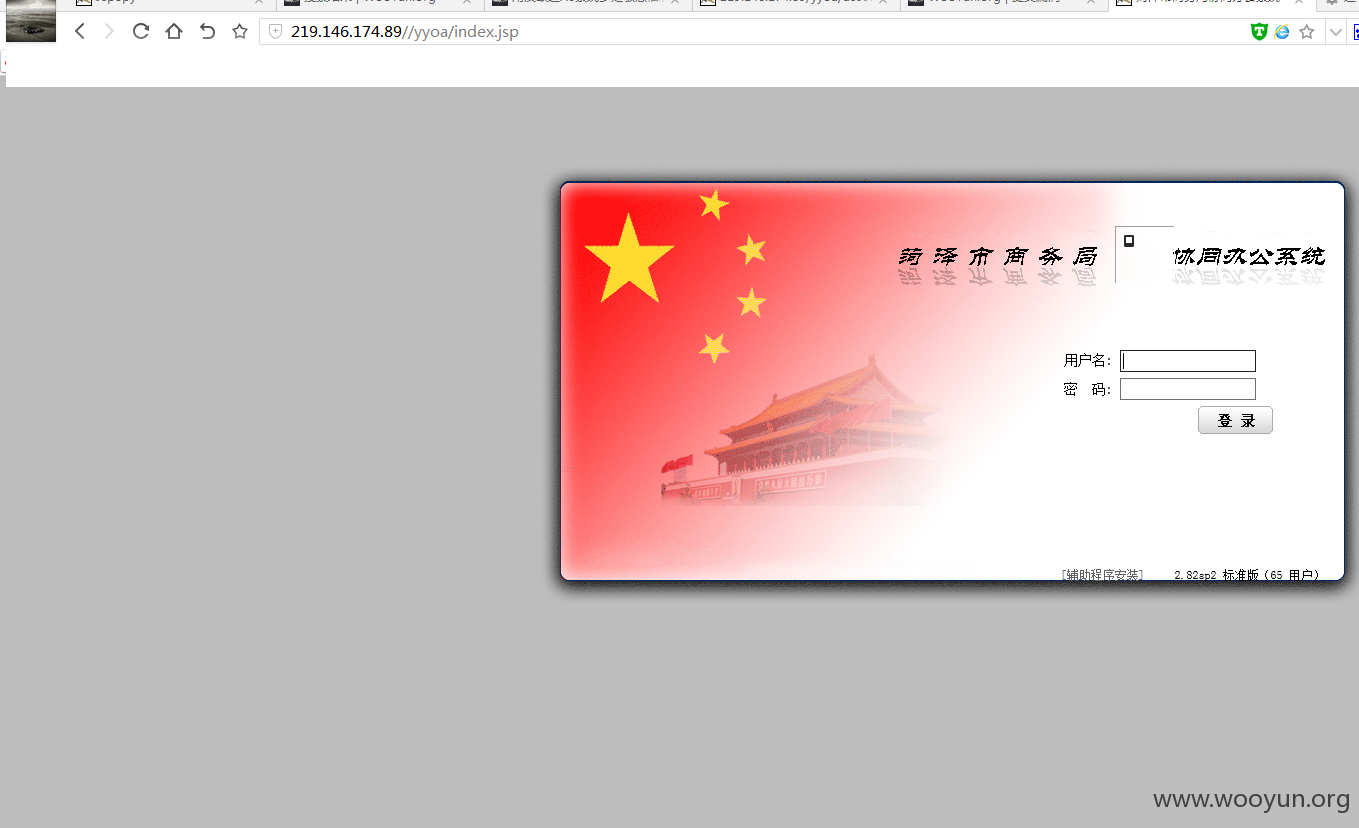 219.146.174.89//yyoa/index.jsp
菏泽市商务局 协同办公系统
用户名:
密 码:
登 录
[辅助程序安装] 2.82sp2 标准版(65 用户)
www.wooyun.org